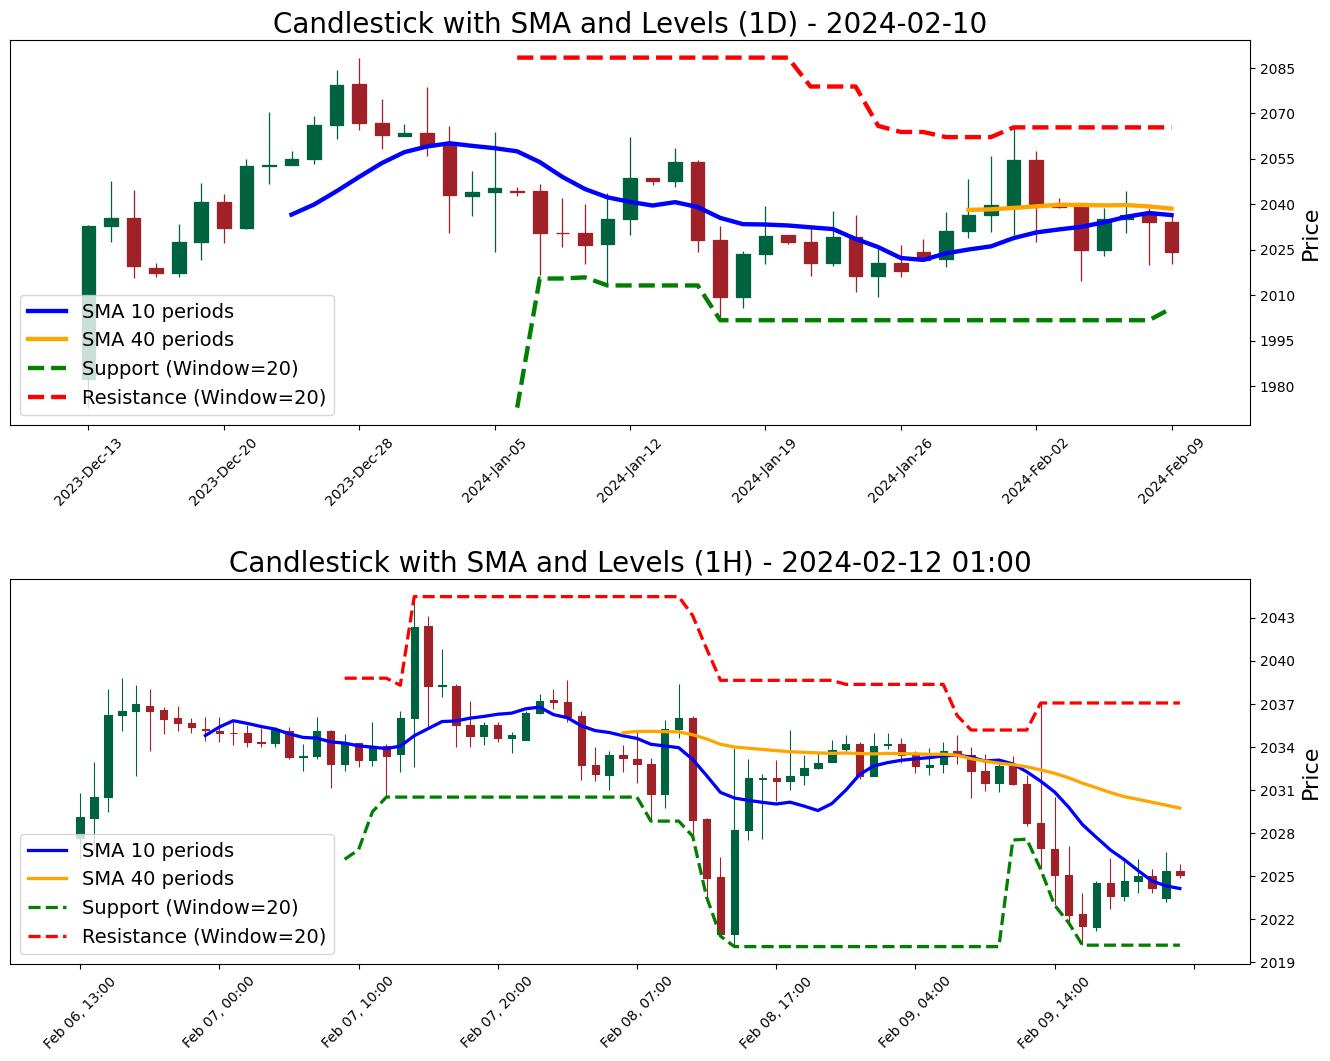 Candlestick with SMA and Levels (1D) - 2024-02-10
2085
2070
2055
2040
2025
2010
1995
1980
Price
SMA 10 periods
SMA 40 periods
Support (Window=20)
Resistance (Window=20)
2023-Dec-13
2023-Dec-20
2023-Dec-28
2024-Jan-05
2024-Jan-12
2024-Jan-19
2024-Jan-26
2024-Feb-02
2024-Feb-09
Candlestick with SMA and Levels (1H) - 2024-02-12 01:00
2043
2040
2037
2034
2031
2028
2025
2022
2019
Price
SMA 10 periods
SMA 40 periods
Support (Window=20)
Resistance (Window=20)
Feb 06, 13:00
Feb 07, 00:00
Feb 07, 10:00
Feb 07, 20:00
Feb 08, 07:00
Feb 08, 17:00
Feb 09, 04:00
Feb 09, 14:00